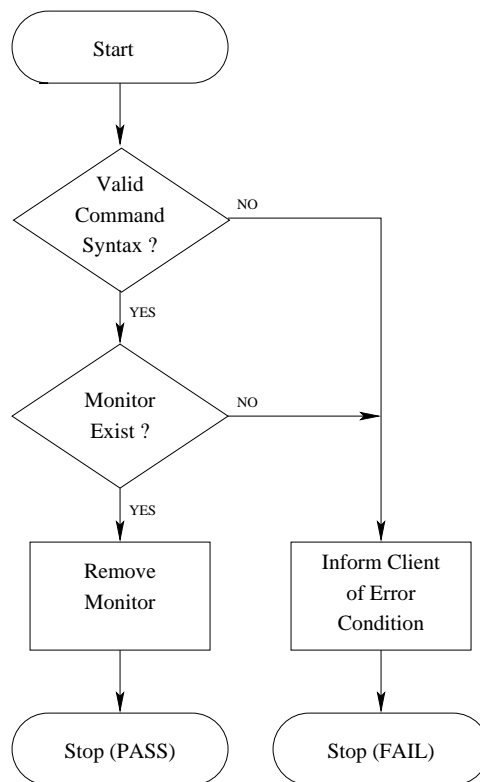 Start
Valid
Command
Syntax ?
NO
YES
Monitor
Exist ?
NO
YES
Remove
Monitor
Inform Client
of Error
Condition
Stop (PASS)
Stop (FAIL)